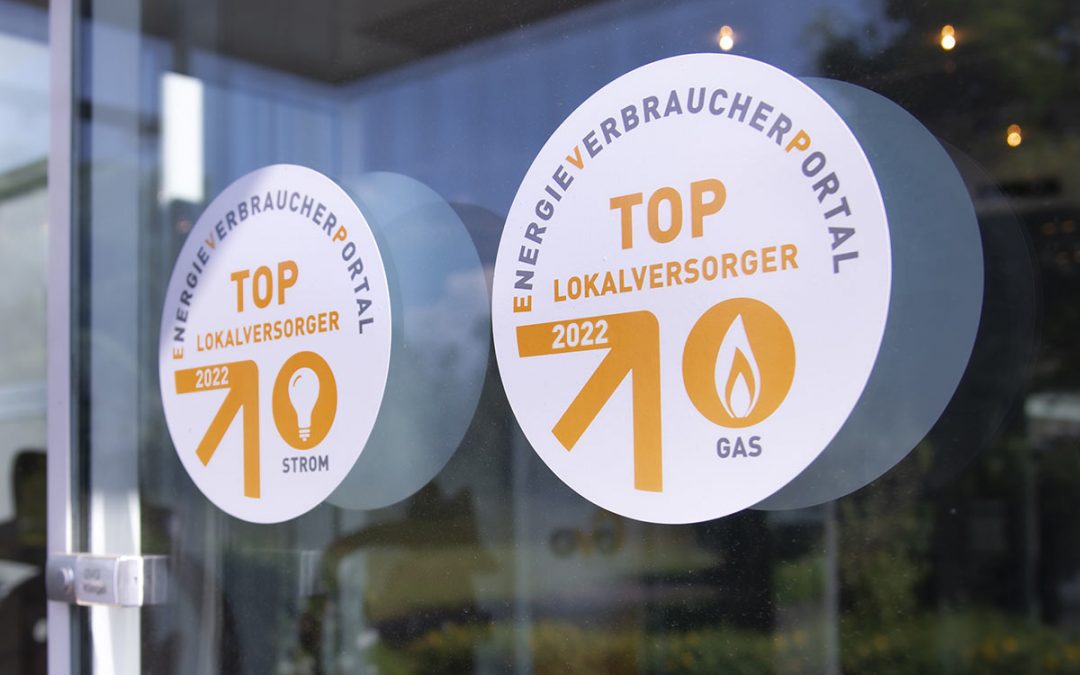 ENERGIEVERBRAUCHERPORTAL
TOP
LOKALVERSORGER
2022
STROM
ENERGIEVERBRAUCHERPORTAL
TOP
LOKALVERSORGER
2022
GAS